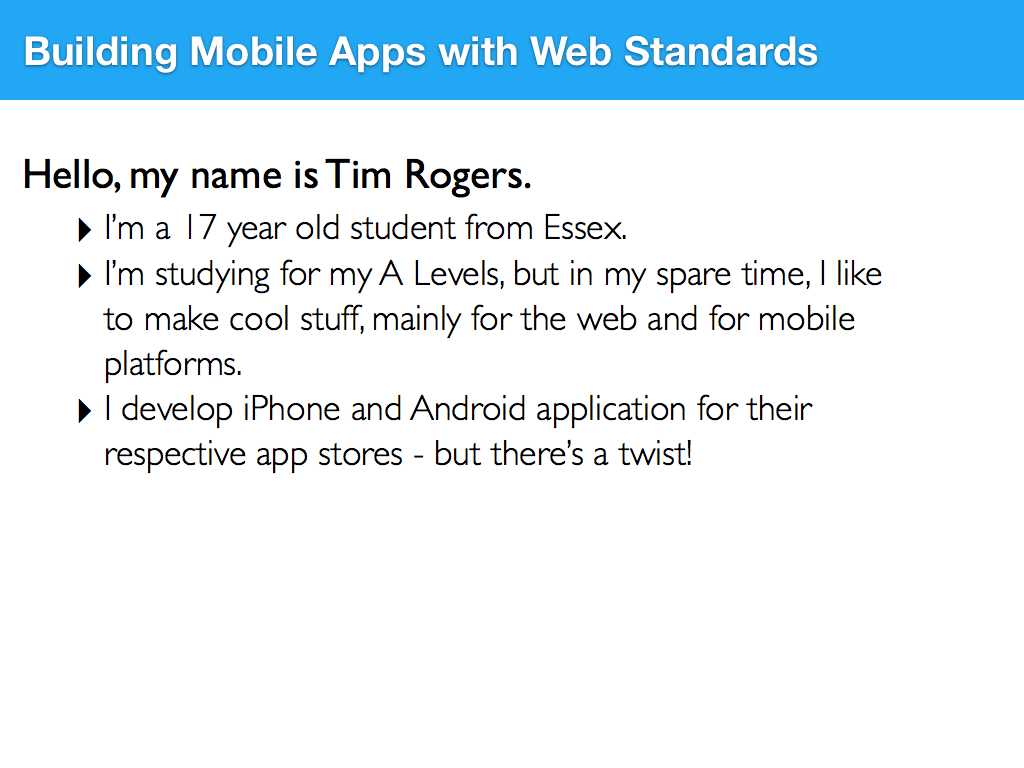 Building Mobile Apps with Web Standards
Hello, my name is Tim Rogers.
‣ I’m a 17 year old student from Essex.
‣ I’m studying for my A Levels, but in my spare time, I like
to make cool stuff, mainly for the web and for mobile
platforms.
‣ I develop iPhone and Android application for their
respective app stores - but there’s a twist!